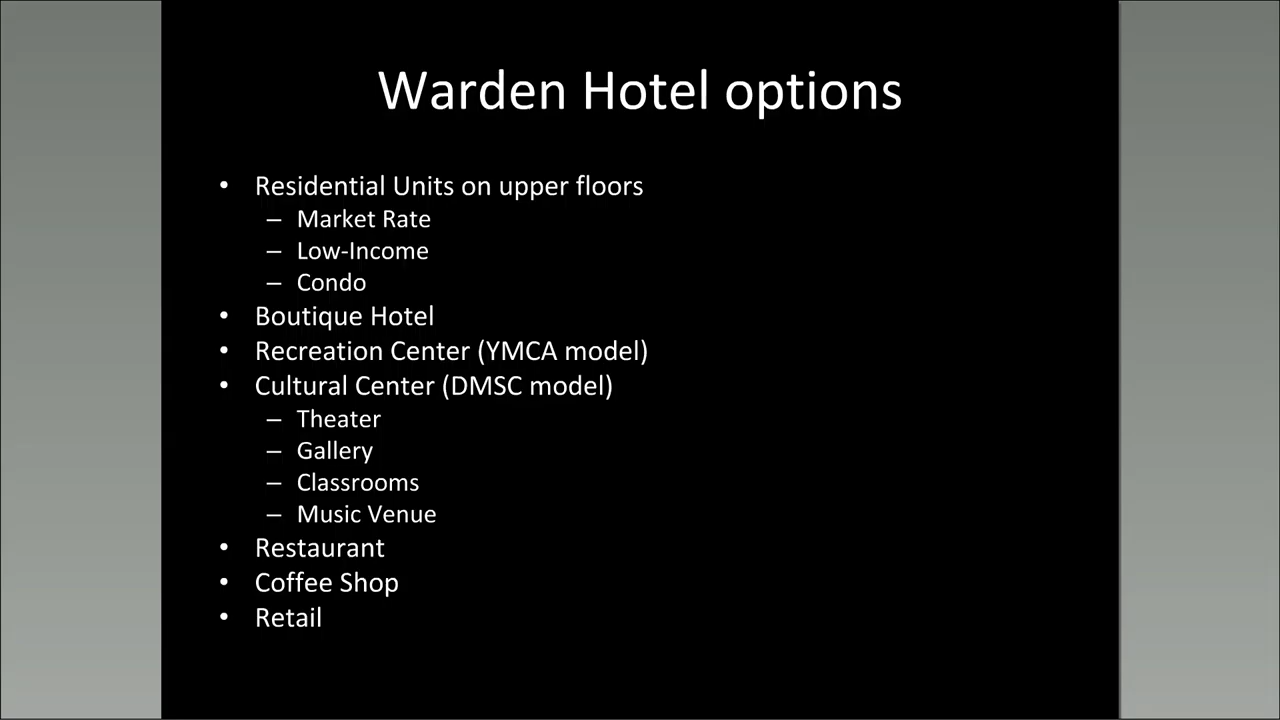 Warden Hotel options
• Residential Units on upper floors
– Market Rate
– Low-Income
– Condo
• Boutique Hotel
• Recreation Center (YMCA model)
• Cultural Center (DMSC model)
– Theater
– Gallery
– Classrooms
– Music Venue
• Restaurant
• Coffee Shop
• Retail